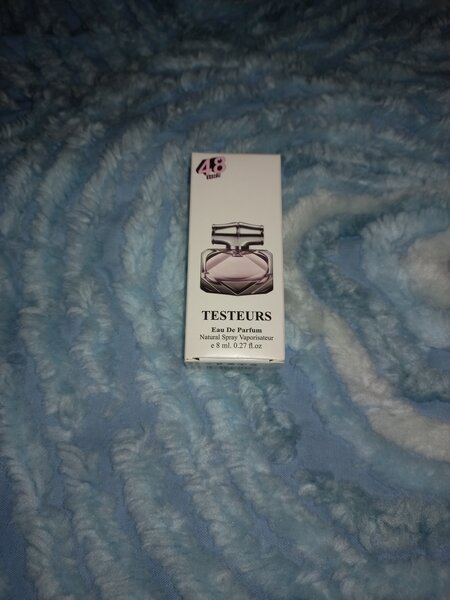 48
TESTEURS
Eau De Parfum
Natural Spray Vaporisateur
e 8 ml. 0.27 fl.oz